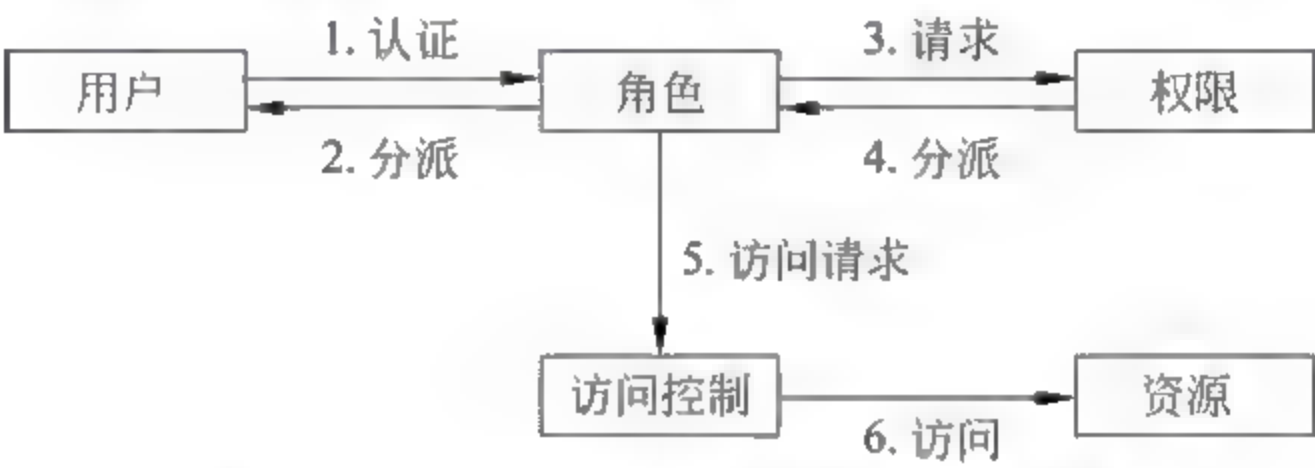 1. 认证
3. 请求
用户
角色
权限
2. 分派
4. 分派
5. 访问请求
访问控制
资源
6. 访问